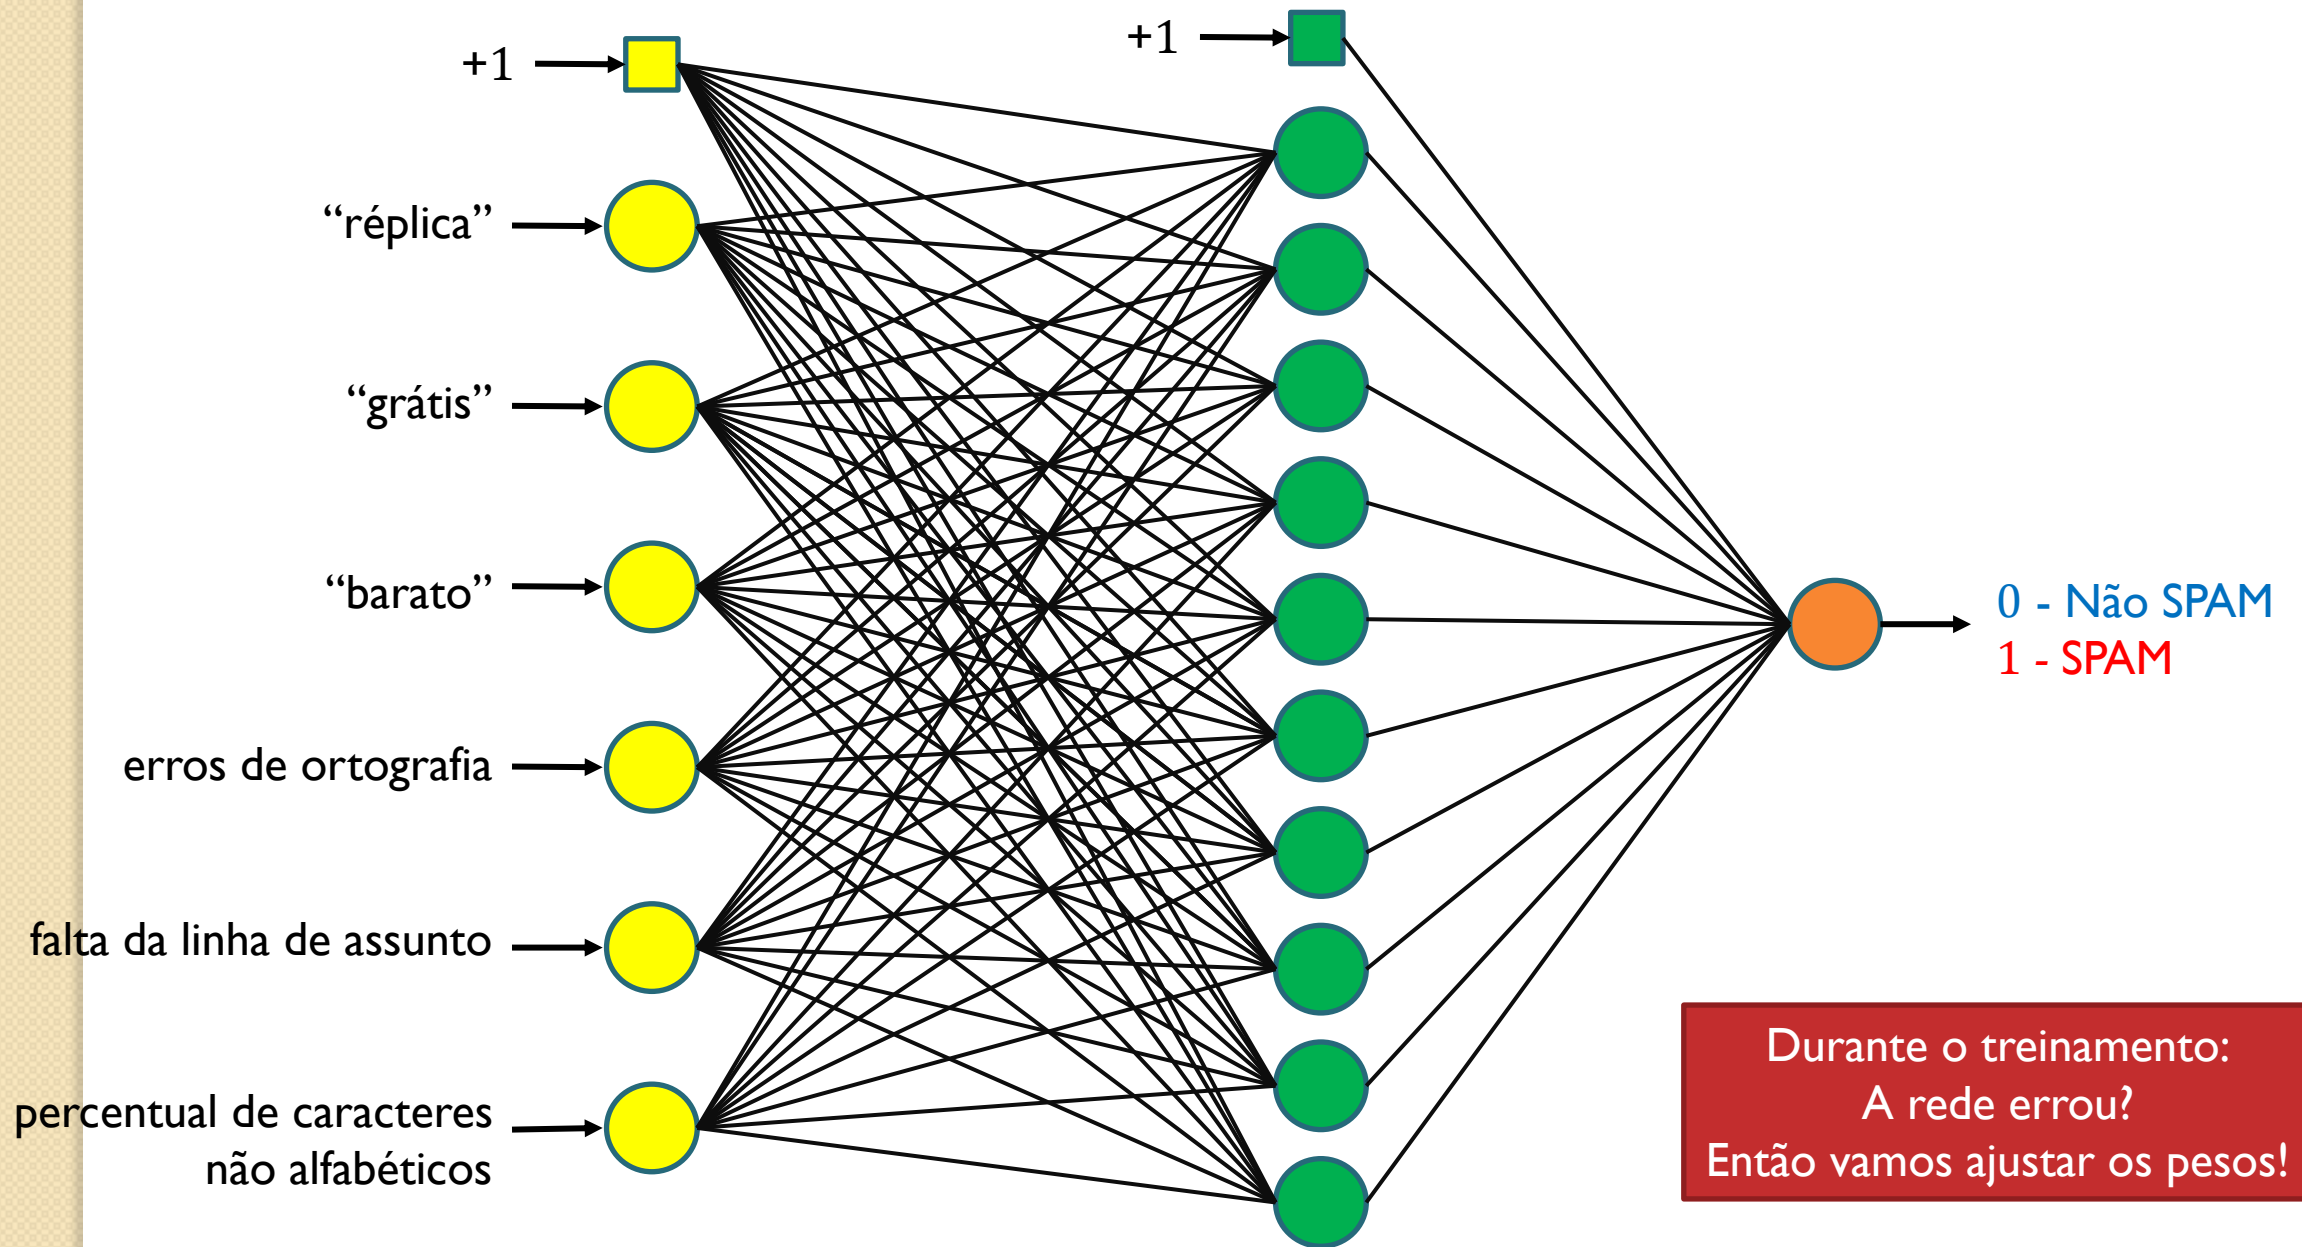 +1
+1
“réplica”
“grátis”
“barato”
erros de ortografia
falta da linha de assunto
percentual de caracteres
não alfabéticos
0 - Não SPAM
1 - SPAM
Durante o treinamento:
A rede errou?
Então vamos ajustar os pesos!